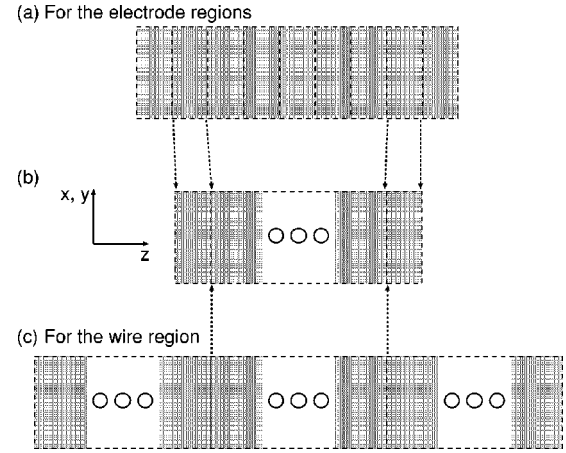 (a) For the electrode regions
(b)
x, y
z
(c) For the wire region